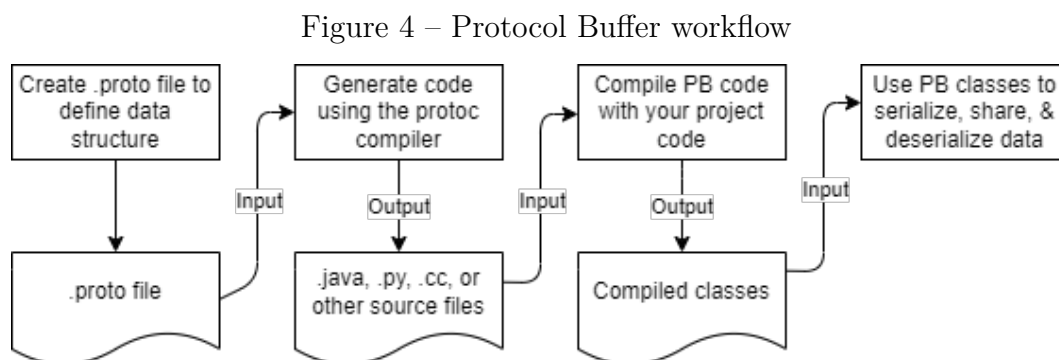 Figure 4 – Protocol Buffer workflow
Create .proto file to
define data
structure
Generate code
using the protoc
compiler
Compile PB code
with your project
code
Use PB classes to
serialize, share, &
deserialize data
Input
Output
Input
Output
Input
.proto file
.java, .py, .cc, or
other source files
Compiled classes